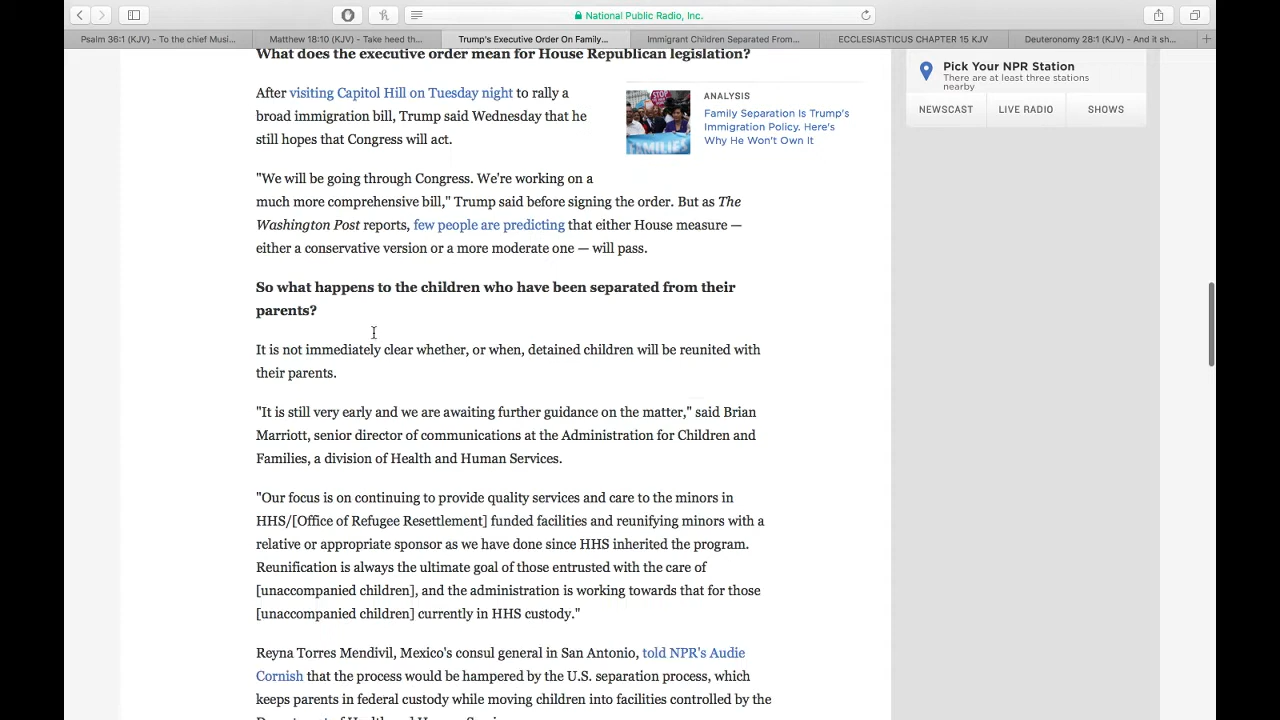 National Public Radio, Inc.
Psalm 36:1 (KJV) - To the chief Musi...
Matthew 18:10 (KJV) - Take heed th...
Trump's Executive Order On Family...
Immigrant Children Separated From...
ECCLESIASTICUS CHAPTER 15 KJV
Deuteronomy 28:1 (KJV) - And it sh...
What does the executive order mean for House Republican legislation?
After visiting Capitol Hill on Tuesday night to rally a
broad immigration bill, Trump said Wednesday that he
still hopes that Congress will act.
ANALYSIS
Family Separation Is Trump's
Immigration Policy. Here's
Why He Won't Own It
FAMILIES
"We will be going through Congress. We're working on a
much more comprehensive bill," Trump said before signing the order. But as The
Washington Post reports, few people are predicting that either House measure —
either a conservative version or a more moderate one — will pass.
So what happens to the children who have been separated from their
parents?
It is not immediately clear whether, or when, detained children will be reunited with
their parents.
"It is still very early and we are awaiting further guidance on the matter," said Brian
Marriott, senior director of communications at the Administration for Children and
Families, a division of Health and Human Services.
"Our focus is on continuing to provide quality services and care to the minors in
HHS/[Office of Refugee Resettlement] funded facilities and reunifying minors with a
relative or appropriate sponsor as we have done since HHS inherited the program.
Reunification is always the ultimate goal of those entrusted with the care of
[unaccompanied children], and the administration is working towards that for those
[unaccompanied children] currently in HHS custody."
Reyna Torres Mendivil, Mexico's consul general in San Antonio, told NPR's Audie
Cornish that the process would be hampered by the U.S. separation process, which
keeps parents in federal custody while moving children into facilities controlled by the
Pick Your NPR Station
There are at least three stations
nearby
NEWSCAST
LIVE RADIO
SHOWS